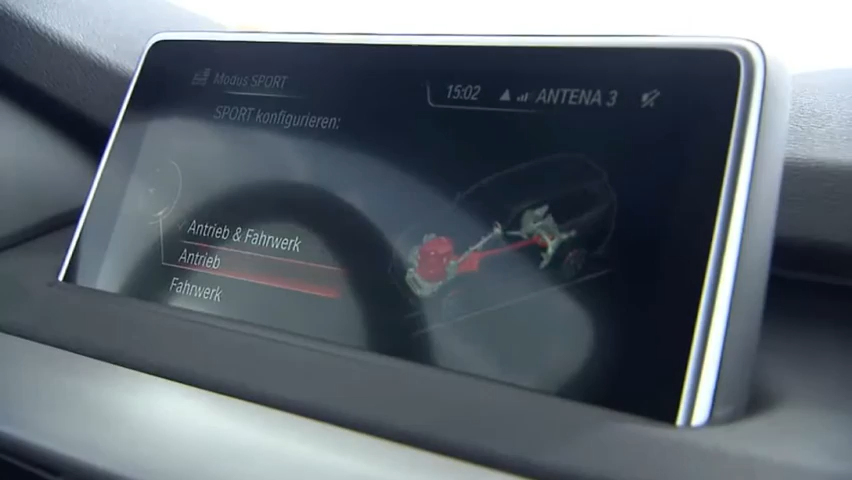 Modus SPORT
15:02 ANTENA 3
SPORT konfigurieren:
Antrieb & Fahrwerk
Antrieb
Fahrwerk